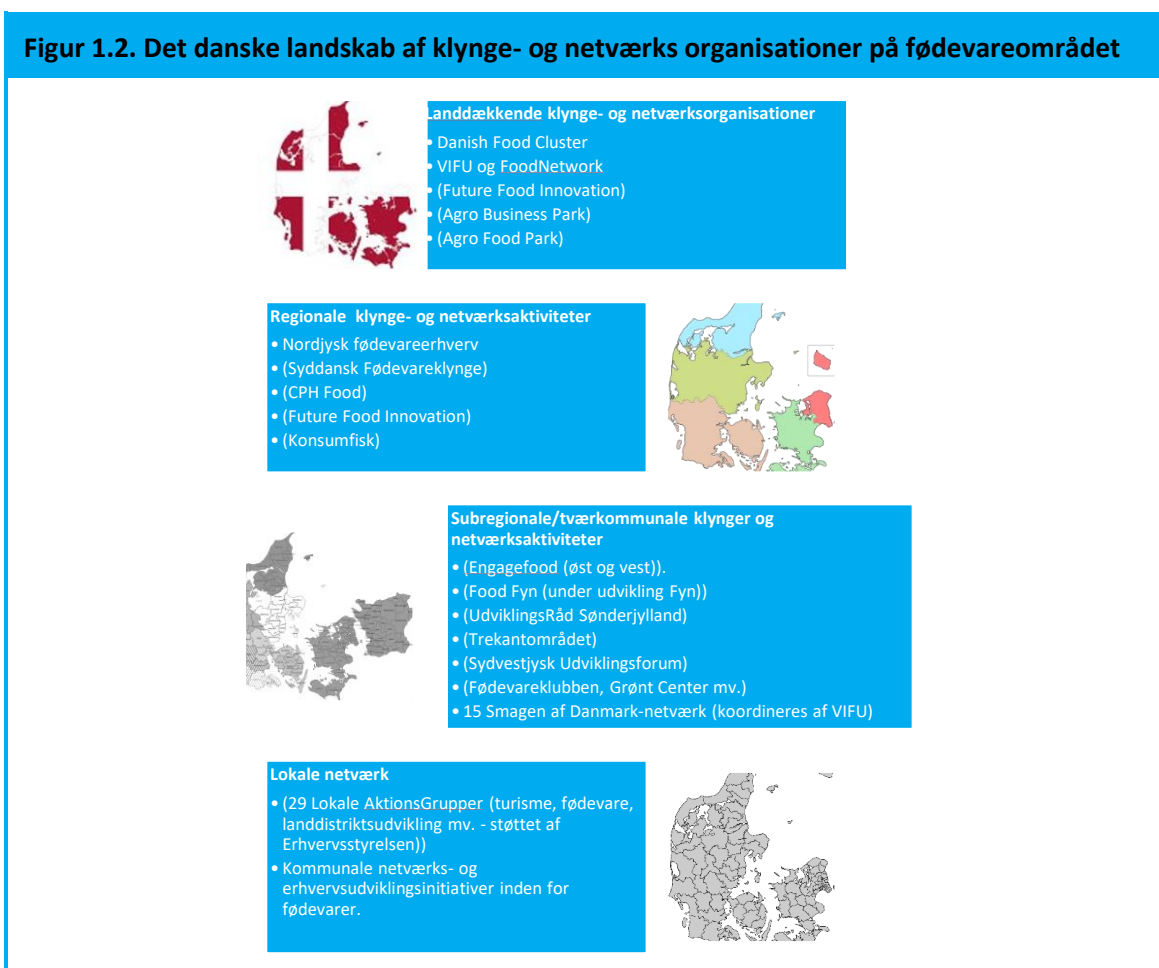 Figur 1.2. Det danske landskab af klynge- og netværks organisationer på fødevareområdet
Landdækkende klynge- og netværksorganisationer
• Danish Food Cluster
• VIFU og FoodNetwork
• (Future Food Innovation)
• (Agro Business Park)
• (Agro Food Park)
Regionale klynge- og netværksaktiviteter
• Nordjysk fødevareerhverv
• (Syddansk Fødevareklynge)
• (CPH Food)
• (Future Food Innovation)
• (Konsumfisk)
Subregionale/tværkommunale klynger og
netværksaktiviteter
• (Engagefood (øst og vest)).
• (Food Fyn (under udvikling Fyn))
• (UdviklingsRåd Sønderjylland)
• (Trekantområdet)
• (Sydvestjysk Udviklingsforum)
• (Fødevareklubben, Grønt Center mv.)
• 15 Smagen af Danmark-netværk (koordineres af VIFU)
Lokale netværk
• (29 Lokale AktionsGrupper (turisme, fødevare,
landdistriktsudvikling mv. - støttet af
Erhvervsstyrelsen))
• Kommunale netværks- og
erhvervsudviklingsinitiativer inden for
fødevarer.